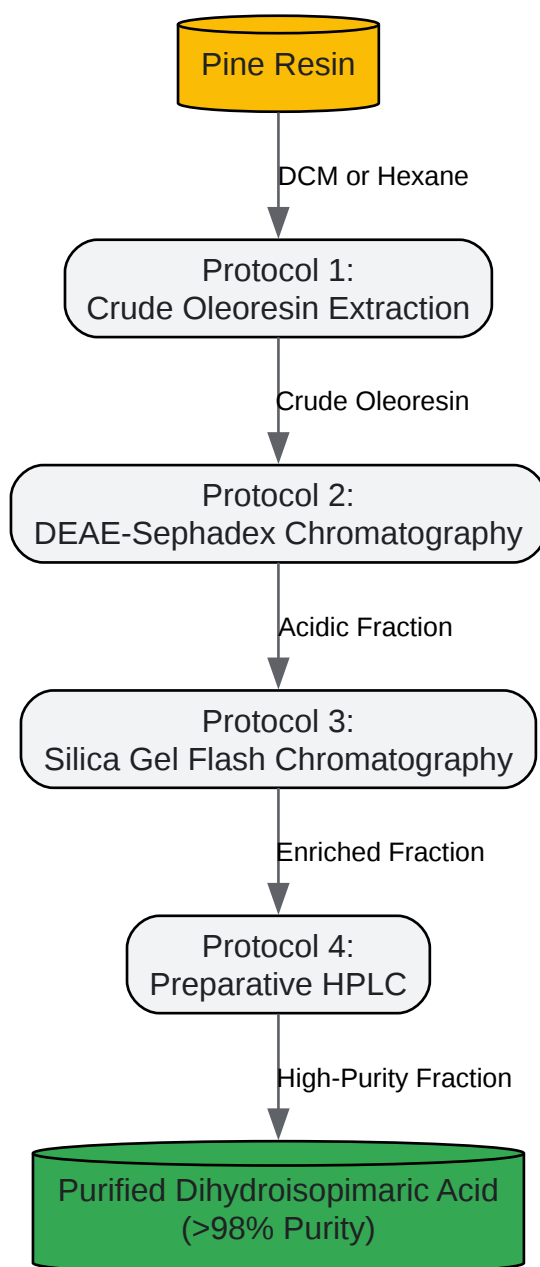 Pine Resin
DCM or Hexane
Protocol 1:
Crude Oleoresin Extraction
Crude Oleoresin
Protocol 2:
DEAE-Sephadex Chromatography
Acidic Fraction
Protocol 3:
Silica Gel Flash Chromatography
Enriched Fraction
Protocol 4:
Preparative HPLC
High-Purity Fraction
Purified Dihydroisopimaric Acid
(>98% Purity)